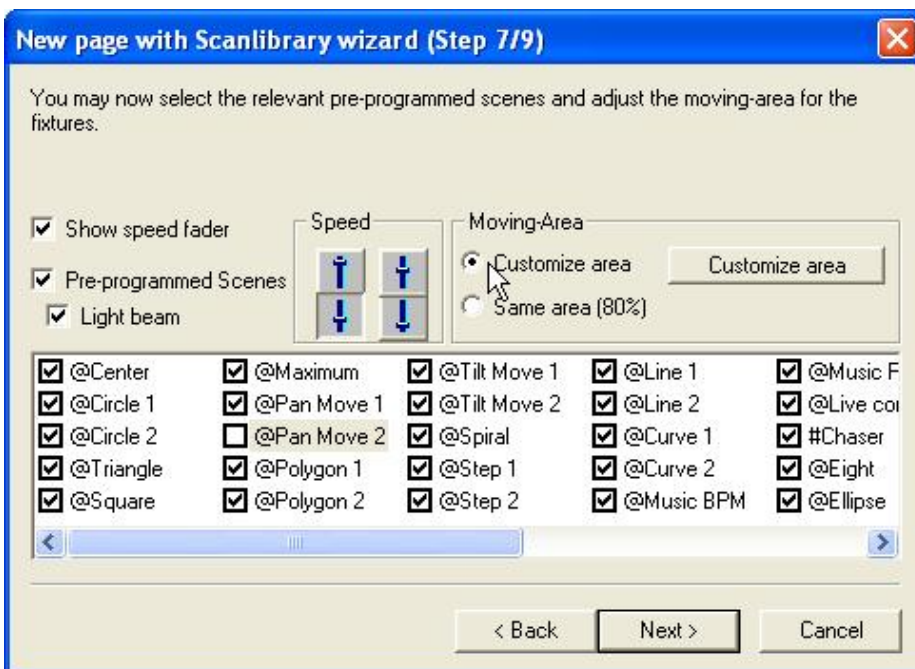 New page with Scanlibrary wizard (Step 7/9)
You may now select the relevant pre-programmed scenes and adjust the moving-area for the
fixtures.
Show speed fader
Pre-programmed Scenes
Light beam
Speed
Moving-Area
Customize area
Customize area
Same area (80%)
@Center
@Circle 1
@Circle 2
@Triangle
@Square
@Maximum
@Pan Move 1
@Pan Move 2
@Polygon 1
@Polygon 2
@Tilt Move 1
@Tilt Move 2
@Spiral
@Step 1
@Step 2
@Line 1
@Line 2
@Curve 1
@Curve 2
@Music BPM
@Music F
@Live con
#Chaser
@Eight
@Ellipse
< Back
Next >
Cancel